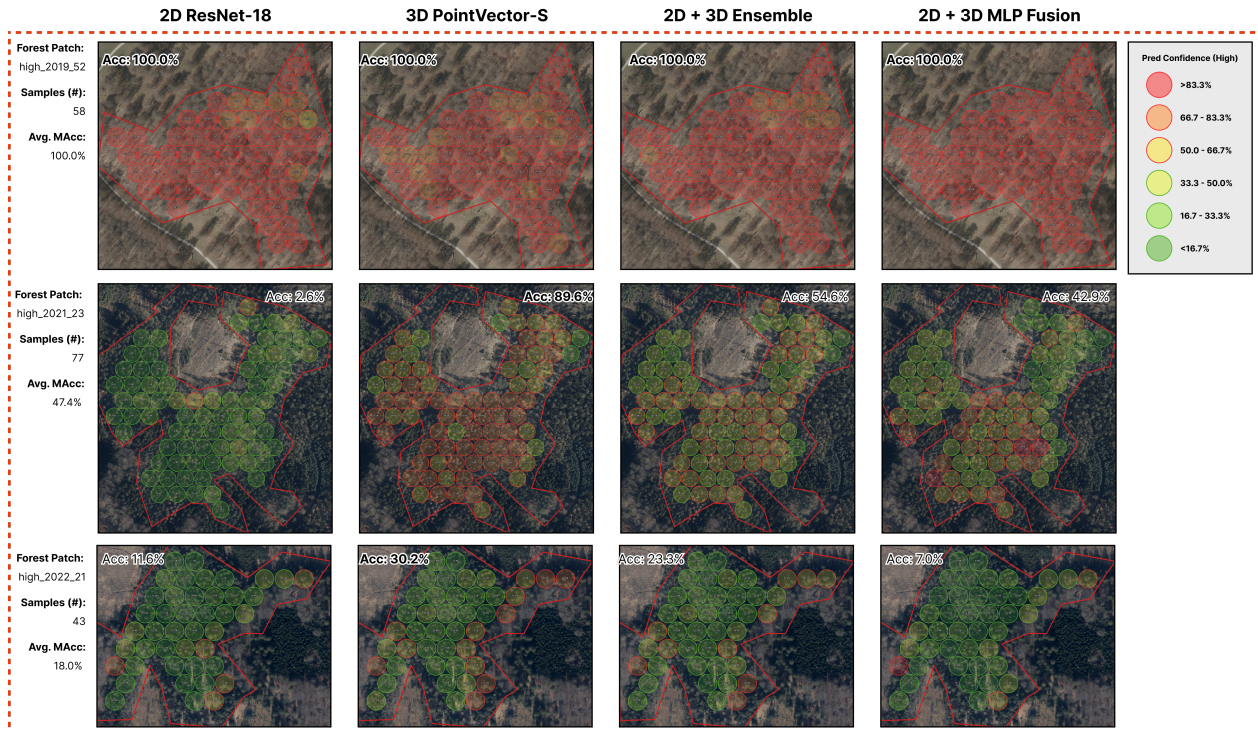 2D ResNet-18
3D PointVector-S
2D + 3D Ensemble
2D + 3D MLP Fusion
Forest Patch:
high_2019_52
Samples (#):
58
Avg. MAcc:
100.0%
Acc: 100.0%
Acc: 100.0%
Acc: 100.0%
Acc: 100.0%
Pred Confidence (High)
>83.3%
66.7 - 83.3%
50.0 - 66.7%
33.3 - 50.0%
16.7 - 33.3%
<16.7%
Forest Patch:
high_2021_23
Samples (#):
77
Avg. MAcc:
47.4%
Acc: 2.6%
Acc: 89.6%
Acc: 54.6%
Acc: 42.9%
Forest Patch:
high_2022_21
Samples (#):
43
Avg. MAcc:
18.0%
Acc: 11.6%
Acc: 30.2%
Acc: 23.3%
Acc: 7.0%